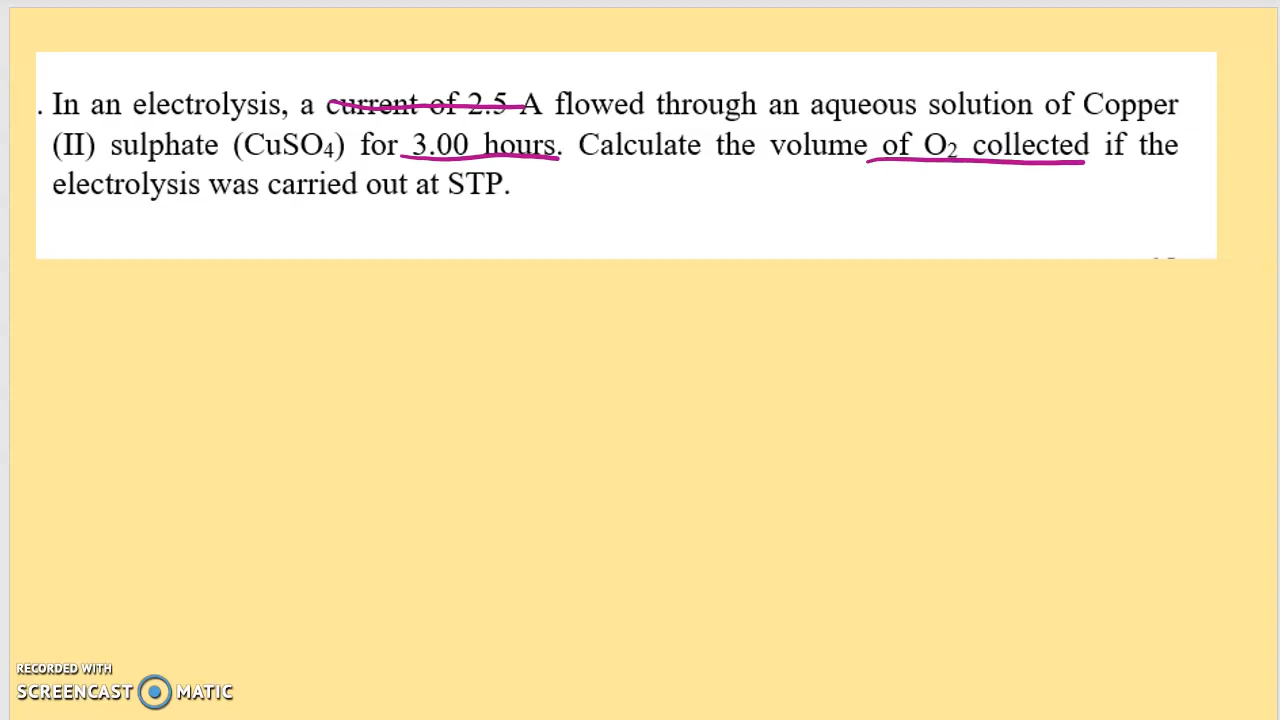 . In an electrolysis, a current of 2.5 A flowed through an aqueous solution of Copper
(II) sulphate (CuSO₄) for 3.00 hours. Calculate the volume of O₂ collected if the
electrolysis was carried out at STP.
RECORDED WITH
SCREENCAST MATIC